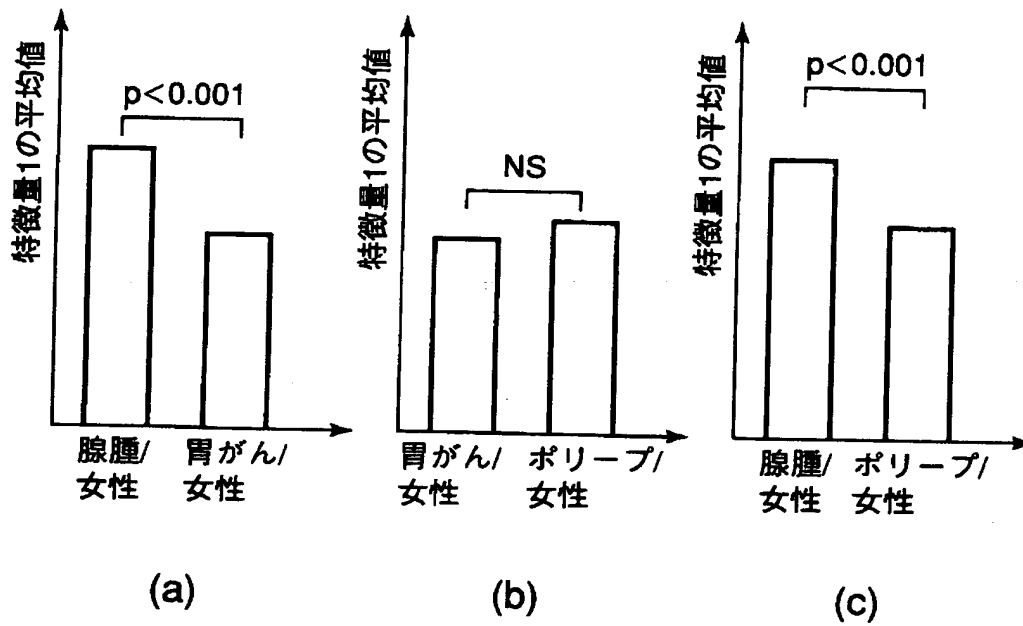 特徴量1の平均値
p<0.001
腺腫/
女性
胃がん/
女性
(a)
特徴量1の平均値
NS
胃がん/
女性
ポリープ/
女性
(b)
特徴量1の平均値
p<0.001
腺腫/
女性
ポリープ/
女性
(c)